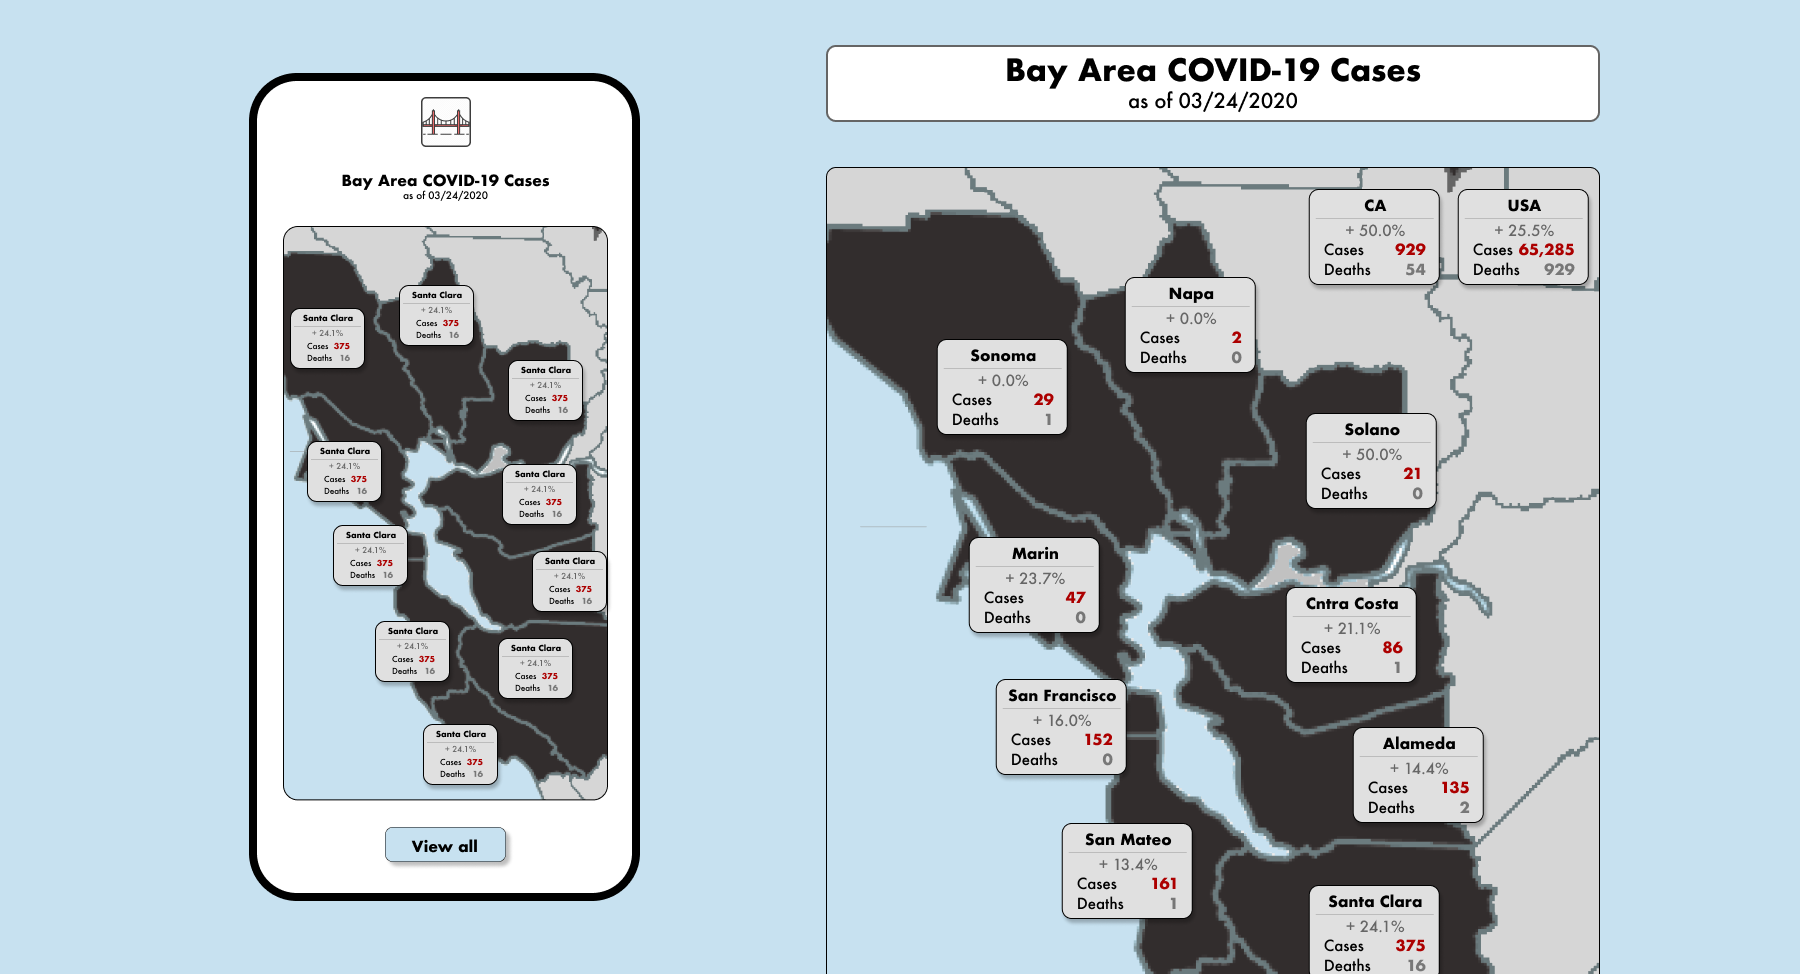 Bay Area COVID-19 Cases
as of 03/24/2020
Santa Clara
+ 24.1%
Cases 375
Deaths 16
Santa Clara
+ 24.1%
Cases 375
Deaths 16
Santa Clara
+ 24.1%
Cases 375
Deaths 16
Santa Clara
+ 24.1%
Cases 375
Deaths 16
Santa Clara
+ 24.1%
Cases 375
Deaths 16
Santa Clara
+ 24.1%
Cases 375
Deaths 16
Santa Clara
+ 24.1%
Cases 375
Deaths 16
Santa Clara
+ 24.1%
Cases 375
Deaths 16
Santa Clara
+ 24.1%
Cases 375
Deaths 16
Santa Clara
+ 24.1%
Cases 375
Deaths 16
View all
Bay Area COVID-19 Cases
as of 03/24/2020
CA
+ 50.0%
Cases 929
Deaths 54
USA
+ 25.5%
Cases 65,285
Deaths 929
Napa
+ 0.0%
Cases 2
Deaths 0
Sonoma
+ 0.0%
Cases 29
Deaths 1
Solano
+ 50.0%
Cases 21
Deaths 0
Marin
+ 23.7%
Cases 47
Deaths 0
Cntra Costa
+ 21.1%
Cases 86
Deaths 1
San Francisco
+ 16.0%
Cases 152
Deaths 0
Alameda
+ 14.4%
Cases 135
Deaths 2
San Mateo
+ 13.4%
Cases 161
Deaths 1
Santa Clara
+ 24.1%
Cases 375
Deaths 16